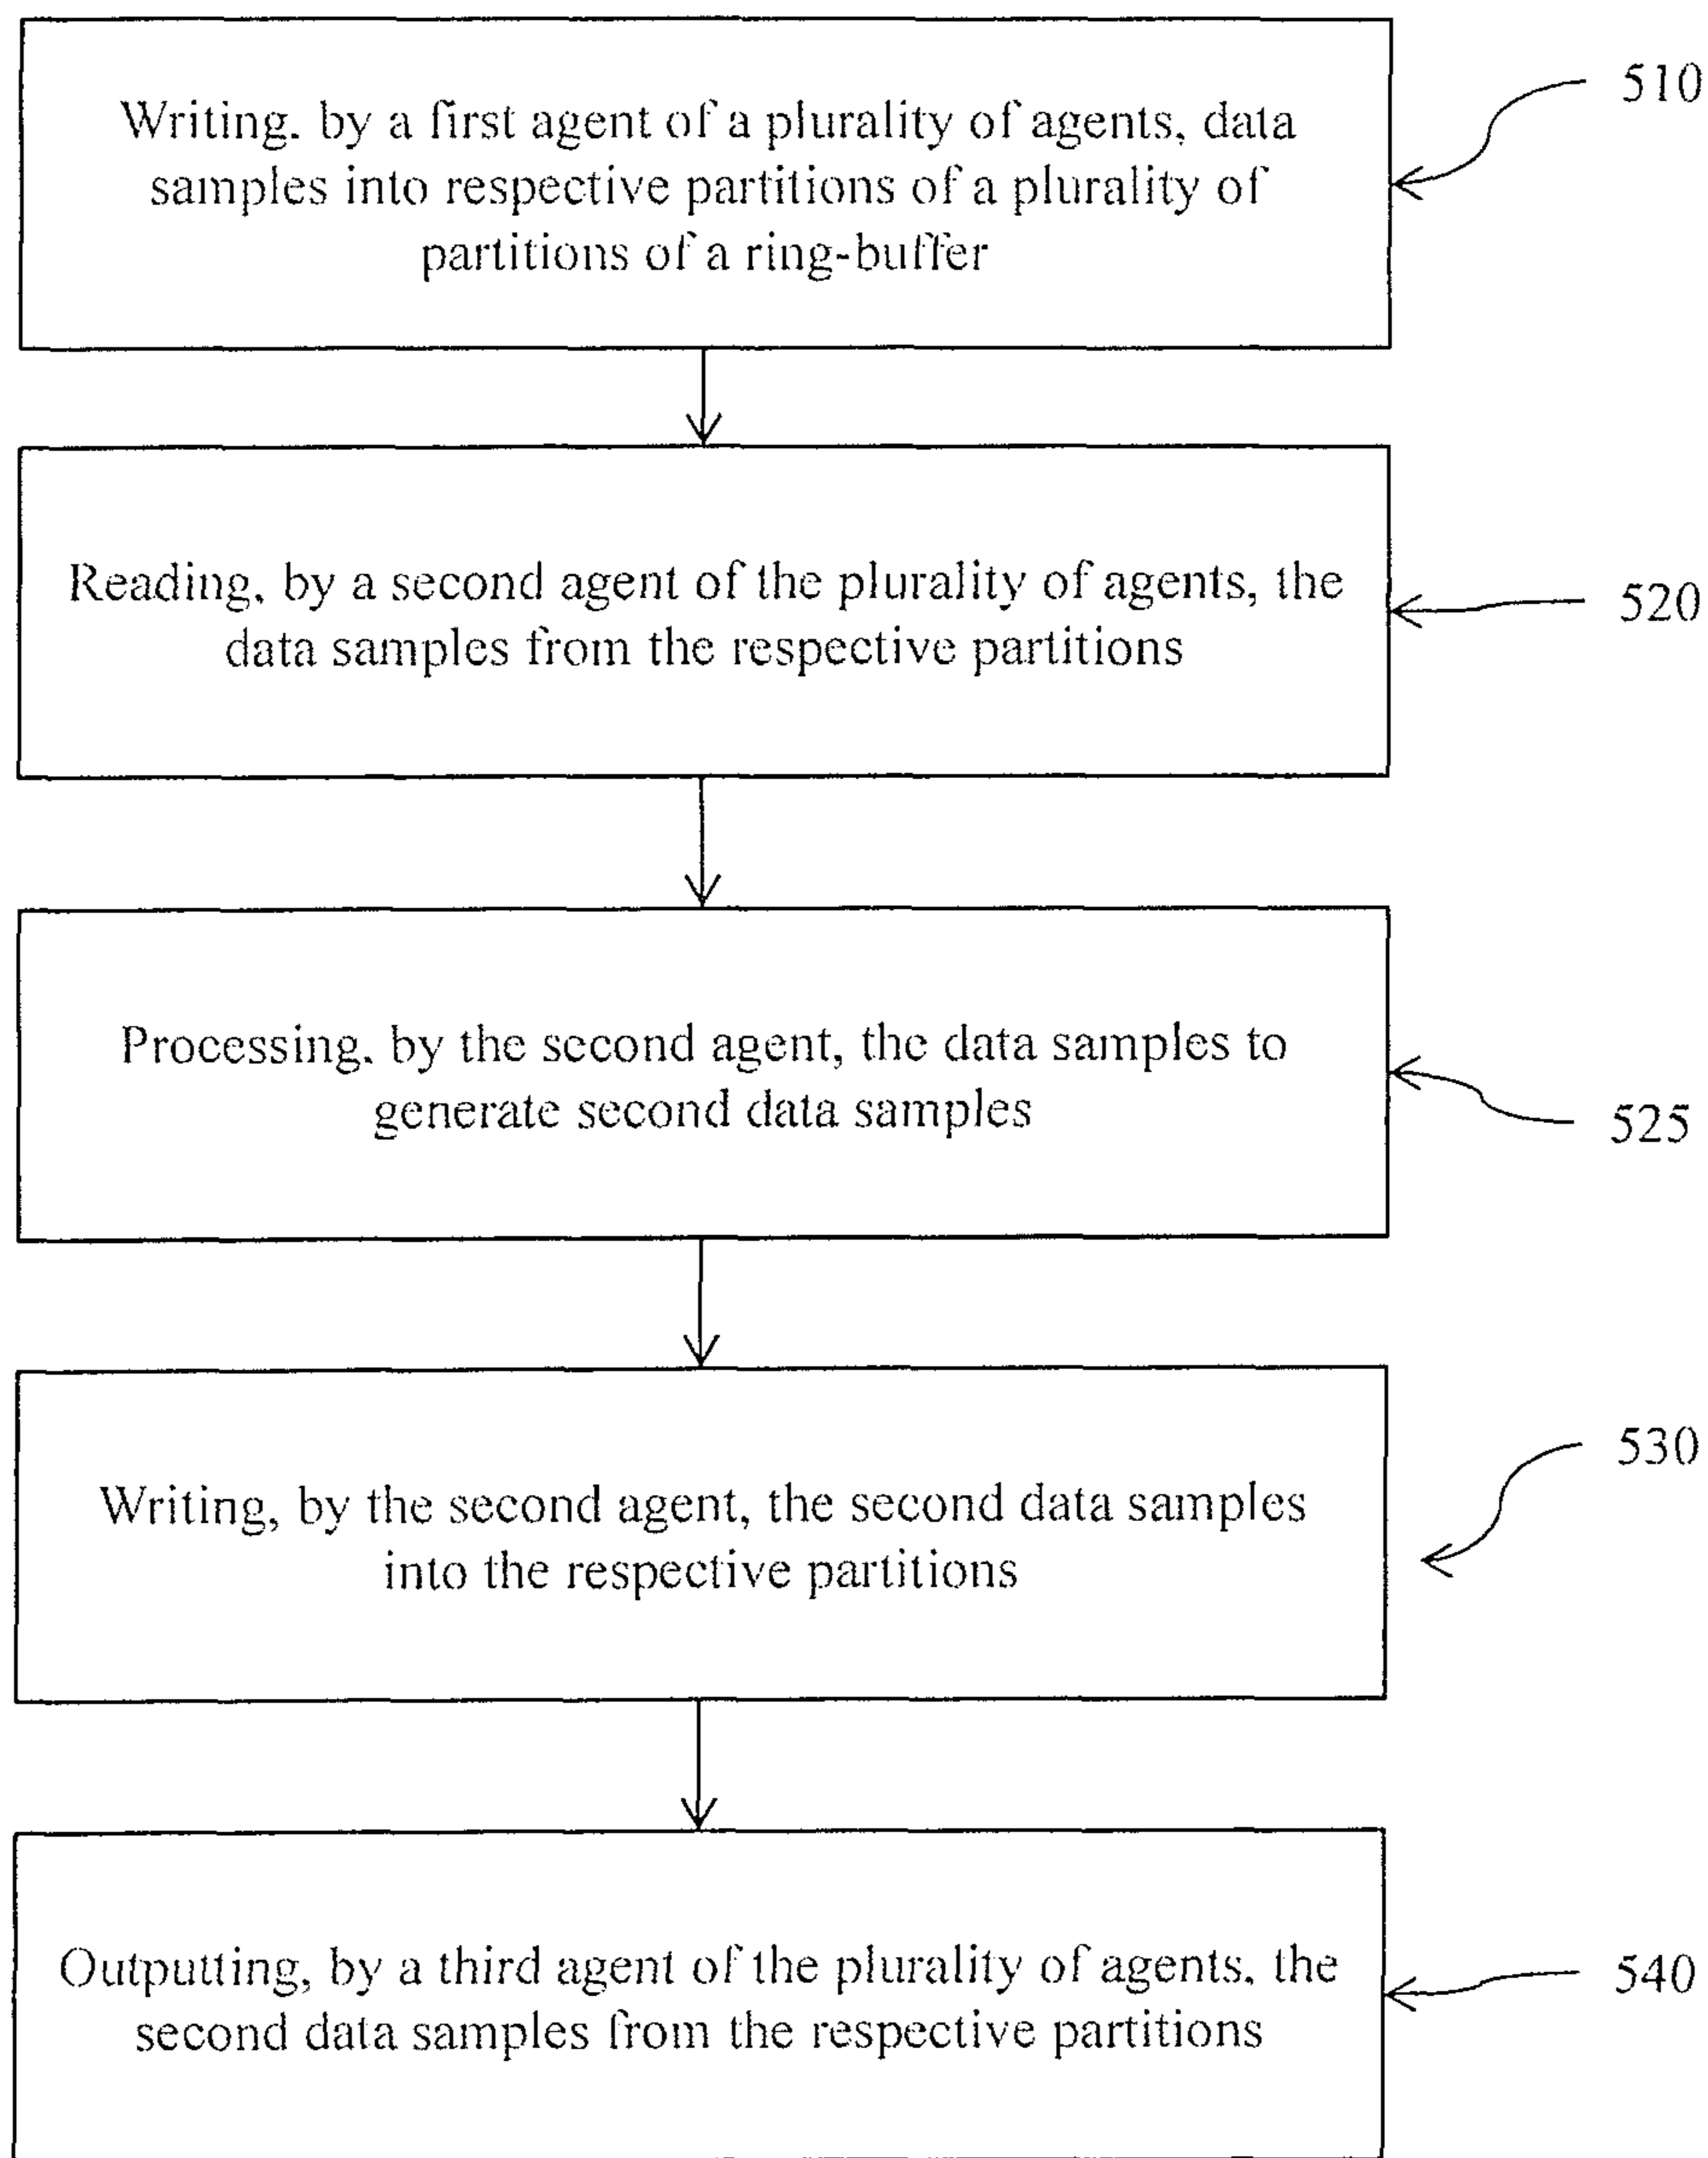 Writing, by a first agent of a plurality of agents, data
samples into respective partitions of a plurality of
partitions of a ring-buffer
510
Reading, by a second agent of the plurality of agents, the
data samples from the respective partitions
520
Processing, by the second agent, the data samples to
generate second data samples
525
Writing, by the second agent, the second data samples
into the respective partitions
530
Outputting, by a third agent of the plurality of agents, the
second data samples from the respective partitions
540